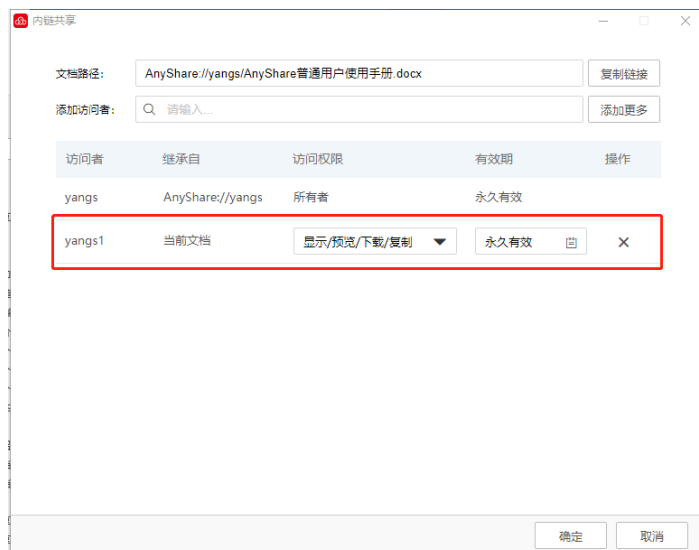 内链共享
文档路径： AnyShare://yangs/AnyShare普通用户使用手册.docx 复制链接
添加访问者： 请输入... 添加更多
访问者 继承自 访问权限 有效期 操作
yangs AnyShare://yangs 所有者 永久有效
yangs1 当前文档 显示/预览/下载/复制 永久有效
确定 取消